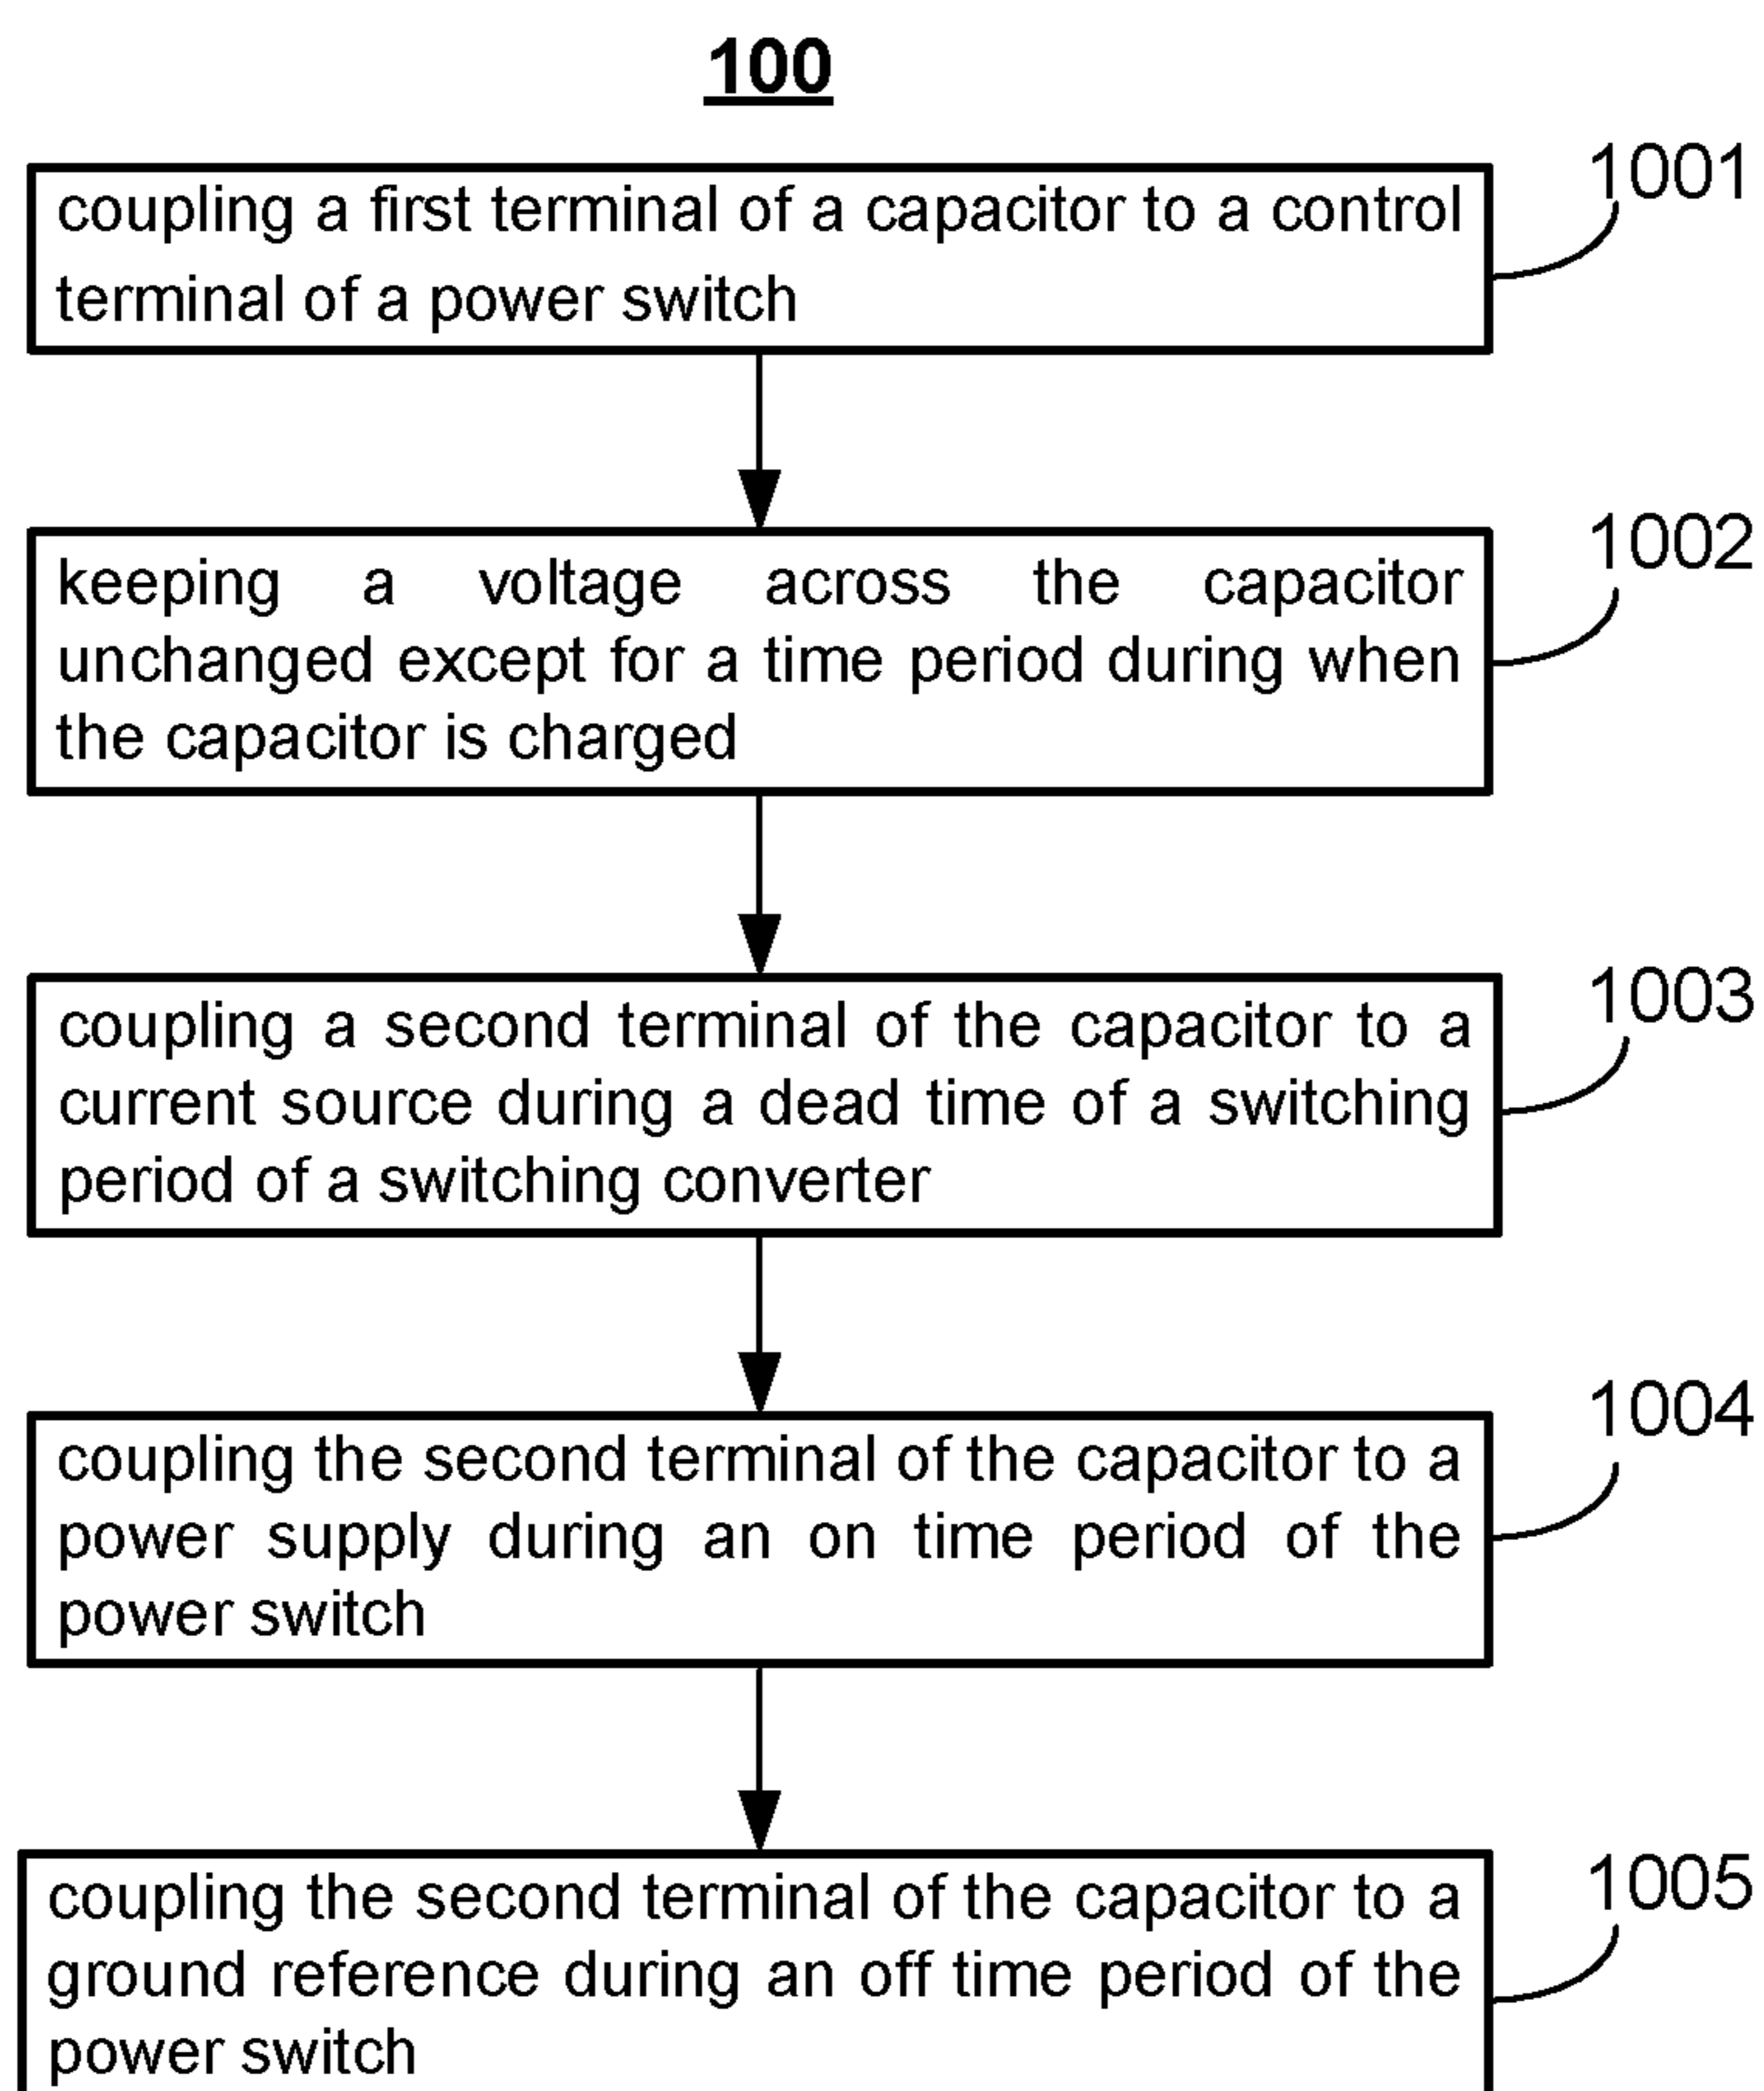 100
coupling a first terminal of a capacitor to a control
terminal of a power switch
1001
keeping a voltage across the capacitor
unchanged except for a time period during when
the capacitor is charged
1002
coupling a second terminal of the capacitor to a
current source during a dead time of a switching
period of a switching converter
1003
coupling the second terminal of the capacitor to a
power supply during an on time period of the
power switch
1004
coupling the second terminal of the capacitor to a
ground reference during an off time period of the
power switch
1005